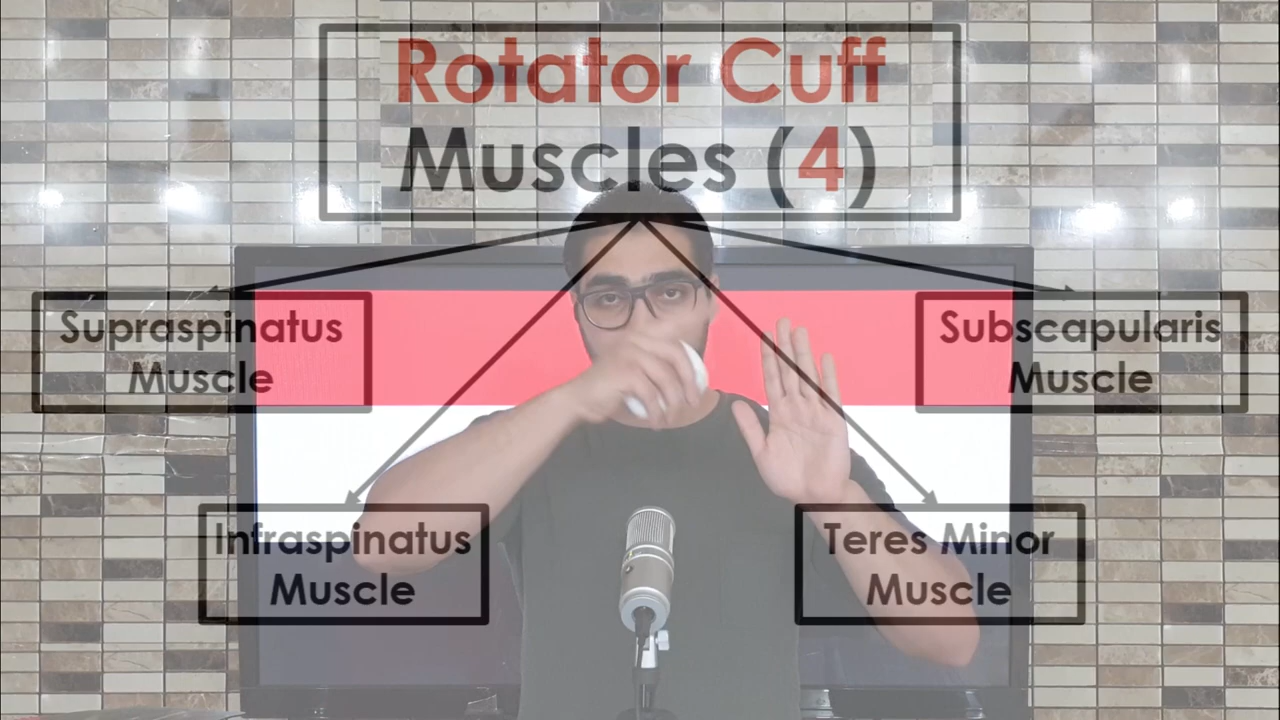 Rotator Cuff
Muscles (4)
Supraspinatus
Muscle
Subscapularis
Muscle
Infraspinatus
Muscle
Teres Minor
Muscle